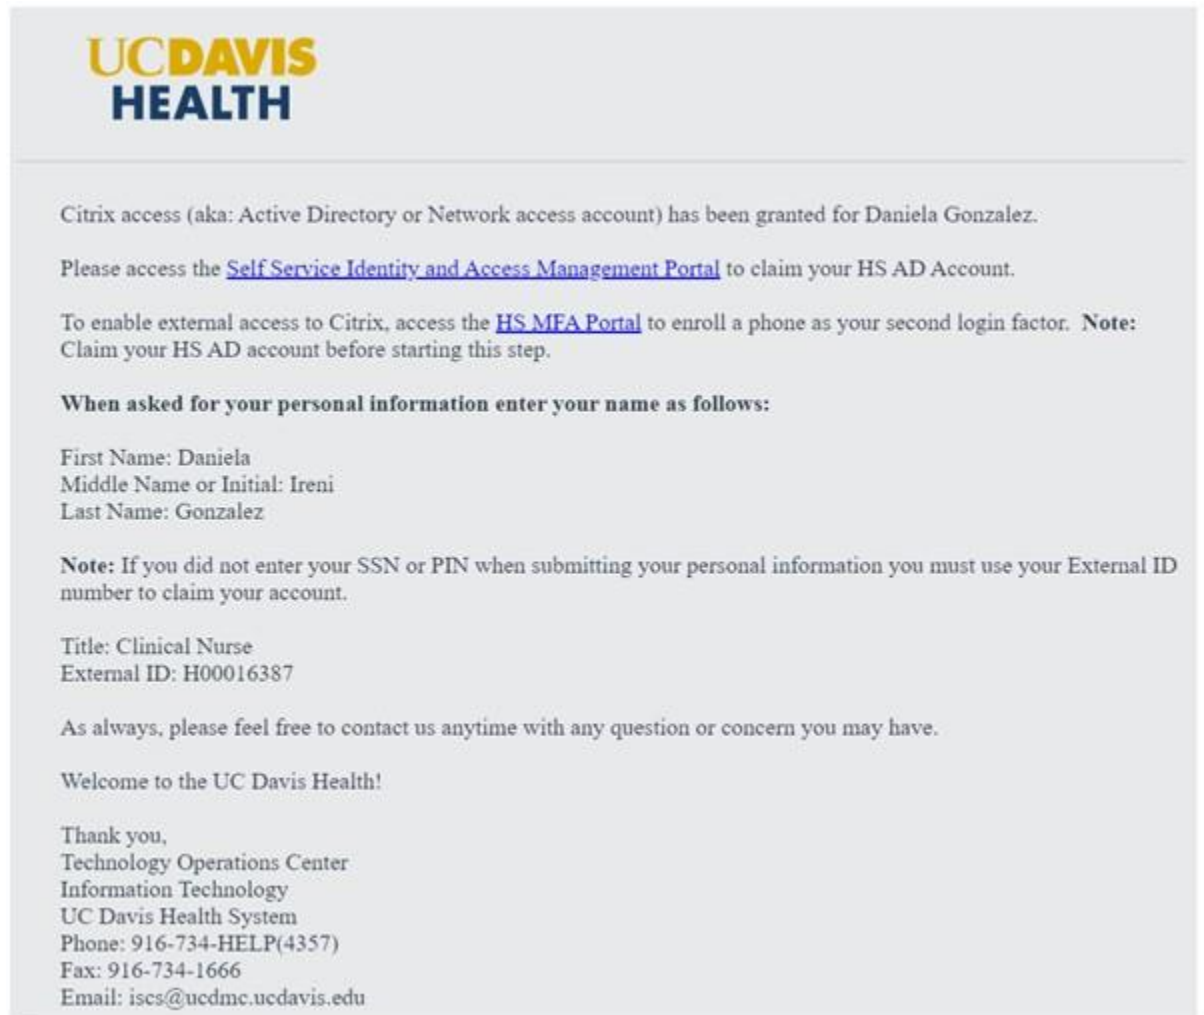 UCDAVIS
HEALTH
Citrix access (aka: Active Directory or Network access account) has been granted for Daniela Gonzalez.
Please access the Self Service Identity and Access Management Portal to claim your HS AD Account.
To enable external access to Citrix, access the HS MFA Portal to enroll a phone as your second login factor. Note:
Claim your HS AD account before starting this step.
When asked for your personal information enter your name as follows:
First Name: Daniela
Middle Name or Initial: Ireni
Last Name: Gonzalez
Note: If you did not enter your SSN or PIN when submitting your personal information you must use your External ID
number to claim your account.
Title: Clinical Nurse
External ID: H00016387
As always, please feel free to contact us anytime with any question or concern you may have.
Welcome to the UC Davis Health!
Thank you,
Technology Operations Center
Information Technology
UC Davis Health System
Phone: 916-734-HELP(4357)
Fax: 916-734-1666
Email: iscs@ucdmc.ucdavis.edu